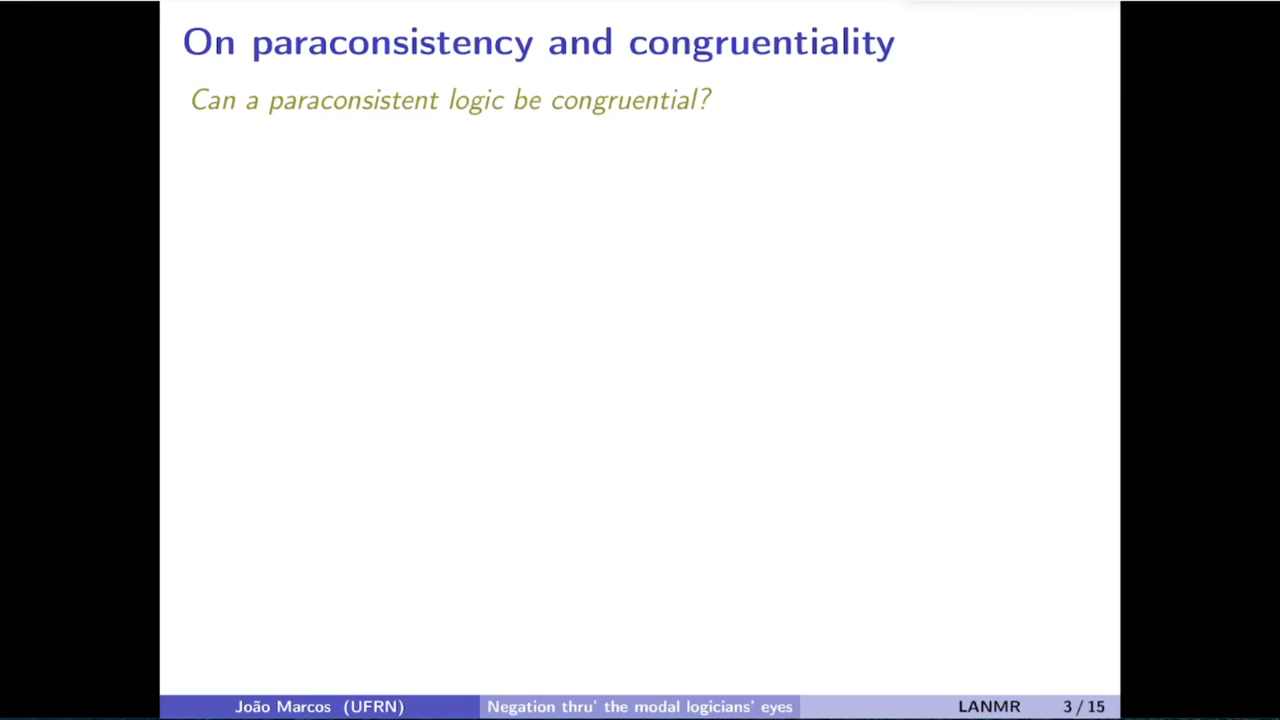 On paraconsistency and congruentiality
Can a paraconsistent logic be congruential?
João Marcos (UFRN) Negation thru' the modal logicians' eyes LANMR 3 / 15